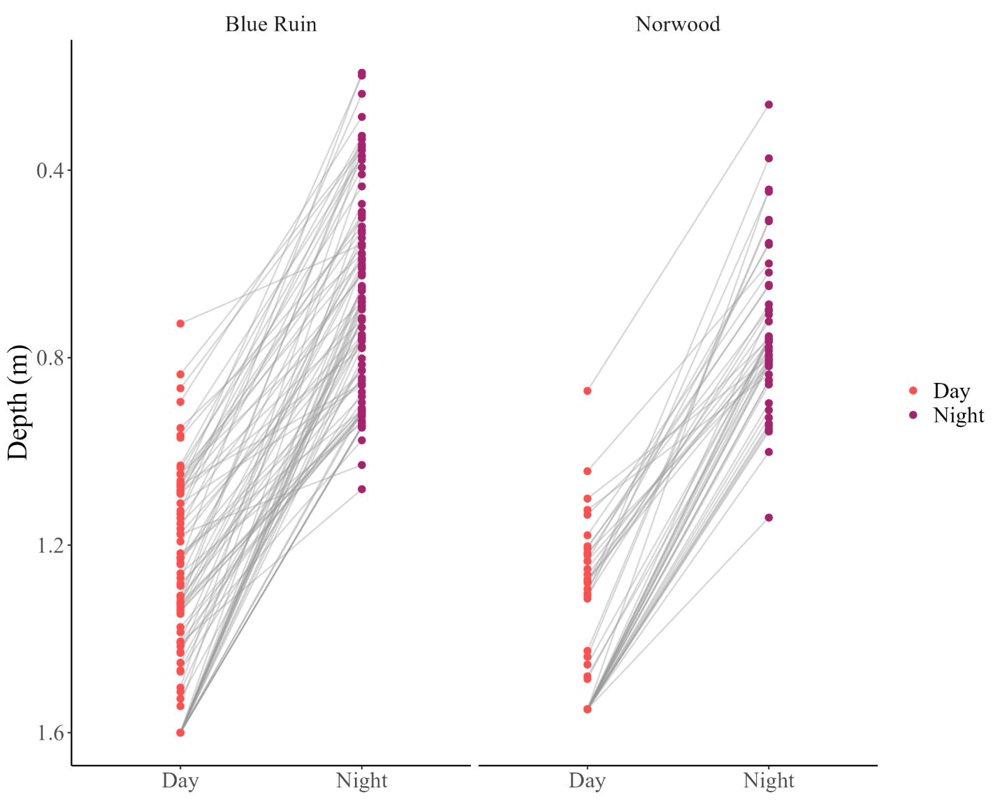 Blue Ruin
Norwood
Depth (m)
0.4
0.8
1.2
1.6
Day
Night
Day
Night
Day
Night